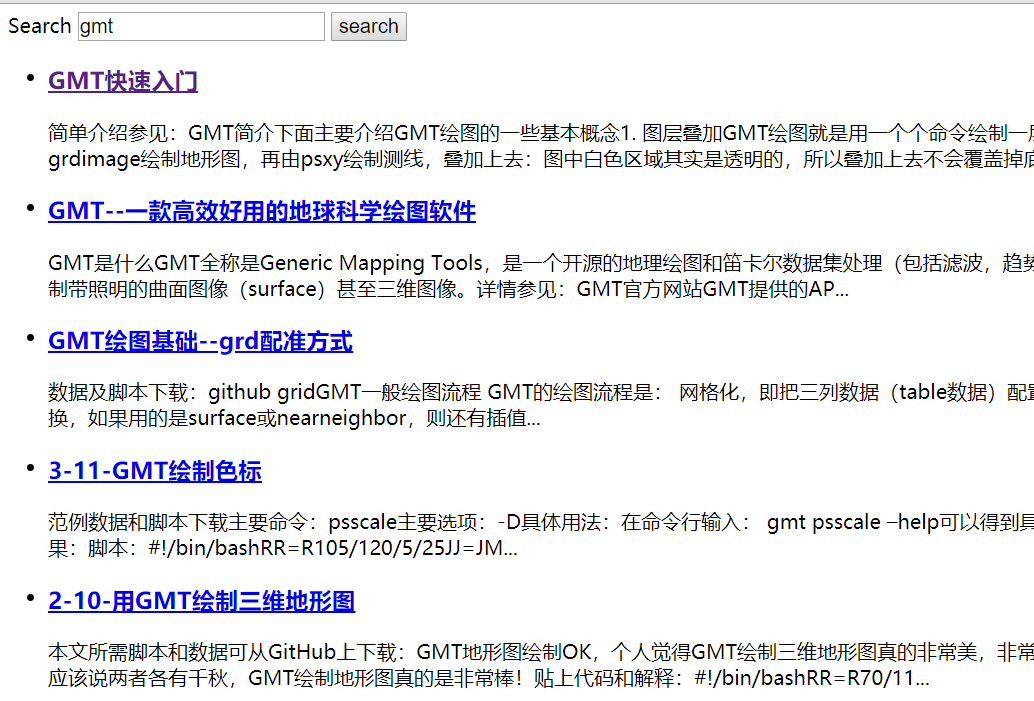 Search gmt search
GMT快速入门
简单介绍参见：GMT简介下面主要介绍GMT绘图的一些基本概念1. 图层叠加GMT绘图就是用一个个命令绘制一
grdimage绘制地形图，再由psxy绘制测线，叠加上去：图中白色区域其实是透明的，所以叠加上去不会覆盖掉
GMT--一款高效好用的地球科学绘图软件
GMT是什么GMT全称是Generic Mapping Tools，是一个开源的地理绘图和笛卡尔数据集处理（包括滤波，趋势
制带照明的曲面图像（surface）甚至三维图像。详情参见：GMT官方网站GMT提供的AP...
GMT绘图基础--grd配准方式
数据及脚本下载：github gridGMT一般绘图流程 GMT的绘图流程是： 网格化，即把三列数据（table数据）配
换，如果用的是surface或nearneighbor，则还有插值...
3-11-GMT绘制色标
范例数据和脚本下载主要命令：psscale主要选项：-D具体用法：在命令行输入： gmt psscale –help可以得到
果：脚本：#!/bin/bashRR=R105/120/5/25JJ=JM...
2-10-用GMT绘制三维地形图
本文所需脚本和数据可从GitHub上下载：GMT地形图绘制OK，个人觉得GMT绘制三维地形图真的非常美，非常
应该说两者各有千秋，GMT绘制地形图真的是非常棒！贴上代码和解释：#!/bin/bashRR=R70/11...